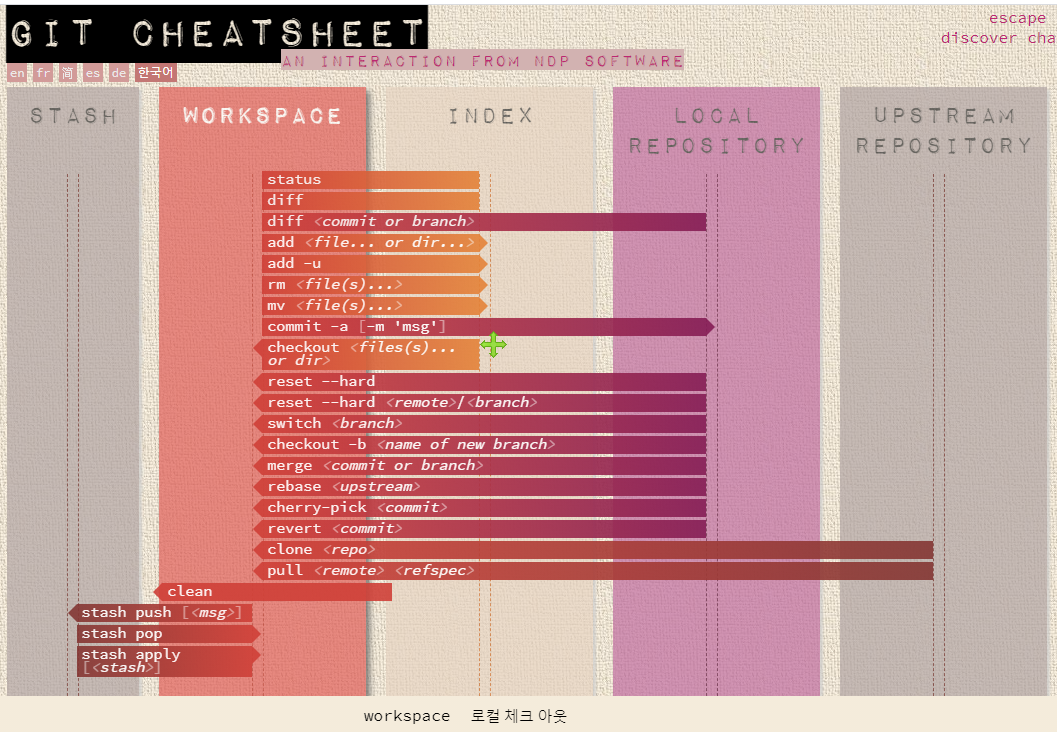 GIT CHEATSHEET
AN INTERACTION FROM NDP SOFTWARE
escape
discover cha
en fr 简 es de 한국어
STASH
WORKSPACE
INDEX
LOCAL
REPOSITORY
UPSTREAM
REPOSITORY
status
diff
diff <commit or branch>
add <file... or dir...>
add -u
rm <file(s)...>
mv <file(s)...>
commit -a [-m 'msg']
checkout <files(s)...
or dir>
reset --hard
reset --hard <remote>/<branch>
switch <branch>
checkout -b <name of new branch>
merge <commit or branch>
rebase <upstream>
cherry-pick <commit>
revert <commit>
clone <repo>
pull <remote> <refspec>
clean
stash push [<msg>]
stash pop
stash apply
[<stash>]
workspace 로컬 체크 아웃